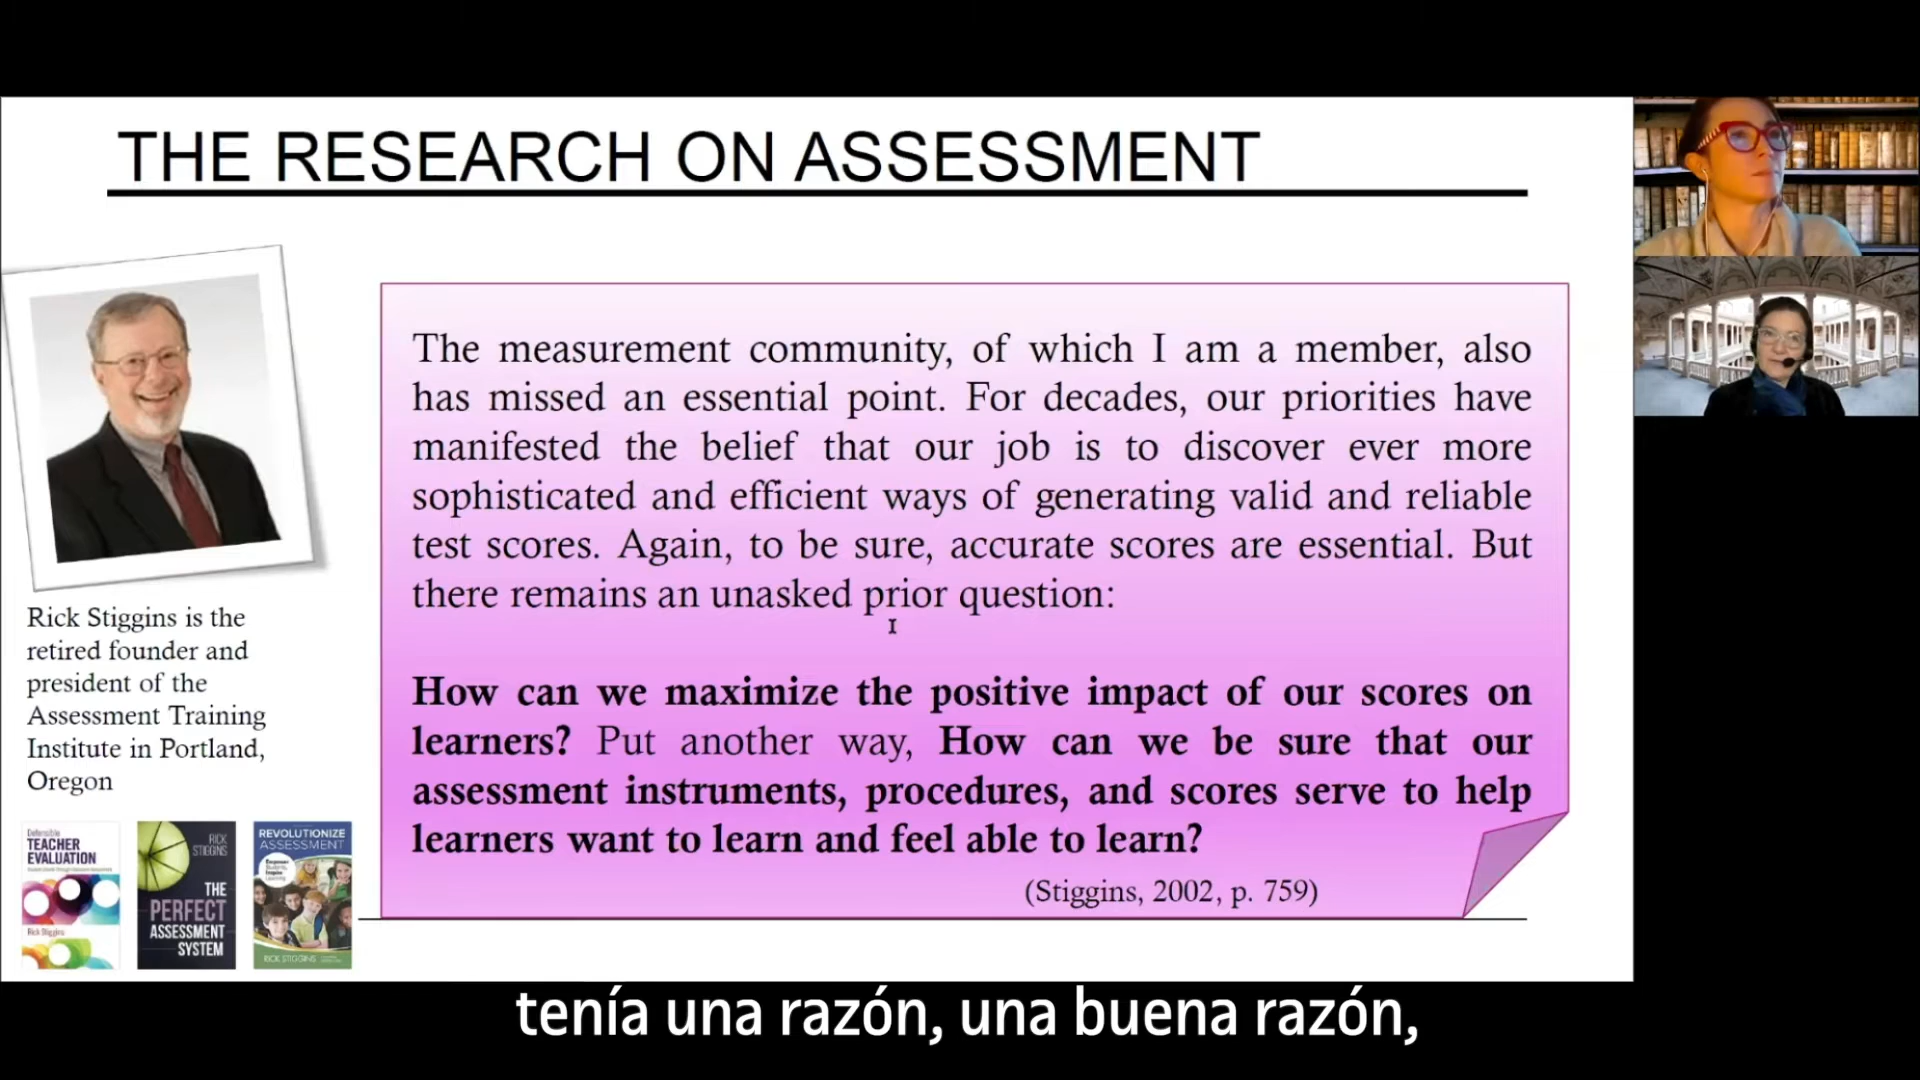 THE RESEARCH ON ASSESSMENT
The measurement community, of which I am a member, also
has missed an essential point. For decades, our priorities have
manifested the belief that our job is to discover ever more
sophisticated and efficient ways of generating valid and reliable
test scores. Again, to be sure, accurate scores are essential. But
there remains an unasked prior question:
How can we maximize the positive impact of our scores on
learners? Put another way, How can we be sure that our
assessment instruments, procedures, and scores serve to help
learners want to learn and feel able to learn?
(Stiggins, 2002, p. 759)
Rick Stiggins is the
retired founder and
president of the
Assessment Training
Institute in Portland,
Oregon
Defensible
TEACHER
EVALUATION
Rick Stiggins
RICK
STIGGINS
THE
PERFECT
ASSESSMENT
SYSTEM
REVOLUTIONIZE
ASSESSMENT
RICK STIGGINS
tenía una razón, una buena razón,